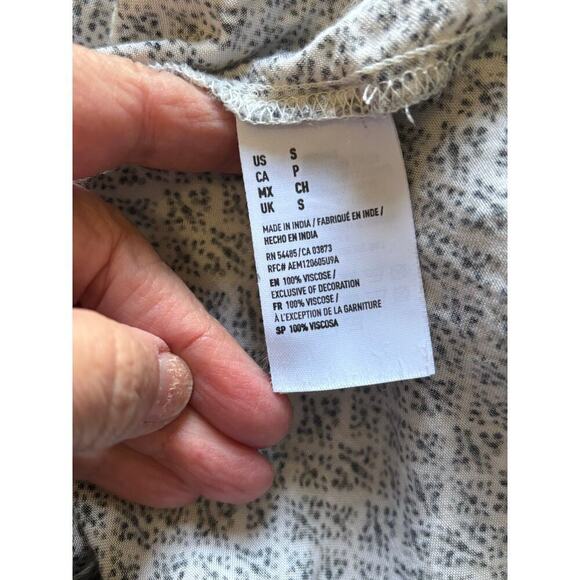 US S
CA P
MX CH
UK S
MADE IN INDIA / FABRIQUÉ EN INDE /
HECHO EN INDIA
RN 54485 / CA 03873
RFC# AEM120605U9A
EN 100% VISCOSE /
EXCLUSIVE OF DECORATION
FR 100% VISCOSE /
À L'EXCEPTION DE LA GARNITURE
SP 100% VISCOSA